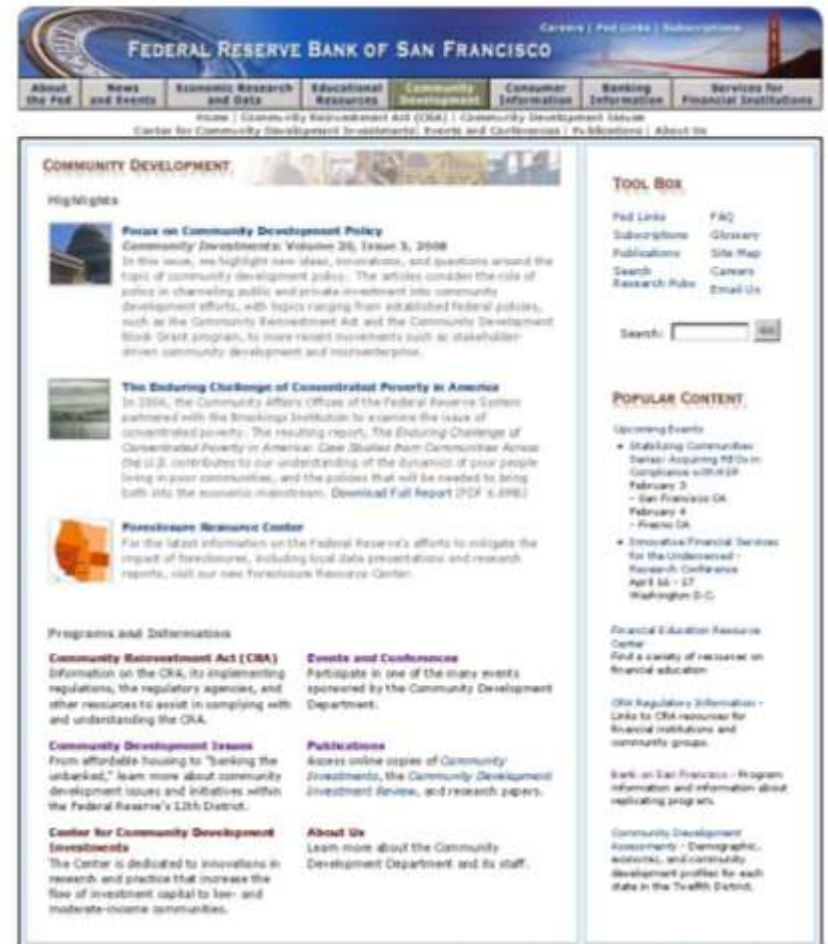 Careers | Fed Links | Subscriptions
FEDERAL RESERVE BANK OF SAN FRANCISCO
About the Fed
News and Events
Economic Research and Data
Educational Resources
Community Development
Consumer Information
Banking Information
Services for Financial Institutions
Home | Community Reinvestment Act (CRA) | Community Development Issues
Center for Community Development Investments| Events and Conferences | Publications | About Us
COMMUNITY DEVELOPMENT
Highlights
Focus on Community Development Policy
Community Investments: Volume 20, Issue 3, 2008
In this issue, we highlight new ideas, innovations, and questions around the
topic of community development policy. The articles consider the role of
policy in channeling public and private investment into community
development efforts, with topics ranging from established federal policies,
such as the Community Reinvestment Act and the Community Development
Block Grant program, to more recent movements such as stakeholder-
driven community development and microenterprise.
The Enduring Challenge of Concentrated Poverty in America
In 2006, the Community Affairs Offices of the Federal Reserve System
partnered with the Brookings Institution to examine the issue of
concentrated poverty. The resulting report, The Enduring Challenge of
Concentrated Poverty in America: Case Studies from Communities Across
the U.S. contributes to our understanding of the dynamics of poor people
living in poor communities, and the policies that will be needed to bring
both into the economic mainstream. Download Full Report (PDF 6.8MB)
Foreclosure Resource Center
For the latest information on the Federal Reserve's efforts to mitigate the
impact of foreclosures, including local data presentations and research
reports, visit our new Foreclosure Resource Center.
Programs and Information
Community Reinvestment Act (CRA)
Information on the CRA, its implementing
regulations, the regulatory agencies, and
other resources to assist in complying with
and understanding the CRA.
Events and Conferences
Participate in one of the many events
sponsored by the Community Development
Department.
Community Development Issues
From affordable housing to "banking the
unbanked," learn more about community
development issues and initiatives within
the Federal Reserve's 12th District.
Publications
Access online copies of Community
Investments, the Community Development
Investment Review, and research papers.
Center for Community Development
Investments
The Center is dedicated to innovations in
research and practice that increase the
flow of investment capital to low- and
moderate-income communities.
About Us
Learn more about the Community
Development Department and its staff.
TOOL BOX
Fed Links
FAQ
Subscriptions
Glossary
Publications
Site Map
Search
Research Pubs
Careers
Email Us
Search:
POPULAR CONTENT
Upcoming Events
Stabilizing Communities
Series: Acquiring REOs in
Compliance with NSP
February 3
- San Francisco CA
February 4
- Fresno CA
Innovative Financial Services
for the Underserved -
Research Conference
April 16 - 17
Washington D.C.
Financial Education Resource
Center
Find a variety of resources on
financial education
CRA Regulatory Information -
Links to CRA resources for
financial institutions and
community groups.
Bank on San Francisco - Program
information and information about
replicating program.
Community Development
Assessments - Demographic,
economic, and community
development profiles for each
state in the Twelfth District.